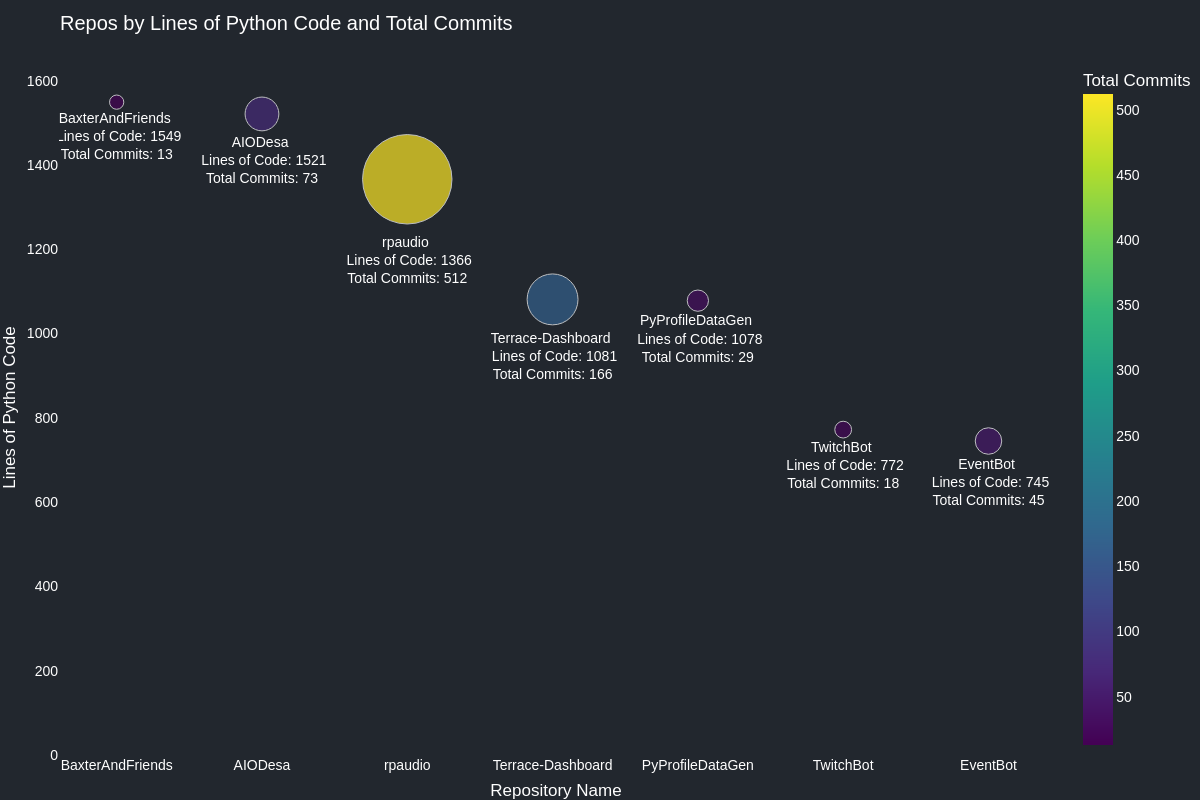 Repos by Lines of Python Code and Total Commits
Total Commits
1600
1400
1200
1000
800
600
400
200
0
Lines of Python Code
BaxterAndFriends
Lines of Code: 1549
Total Commits: 13
AIODesa
Lines of Code: 1521
Total Commits: 73
rpaudio
Lines of Code: 1366
Total Commits: 512
Terrace-Dashboard
Lines of Code: 1081
Total Commits: 166
PyProfileDataGen
Lines of Code: 1078
Total Commits: 29
TwitchBot
Lines of Code: 772
Total Commits: 18
EventBot
Lines of Code: 745
Total Commits: 45
500
450
400
350
300
250
200
150
100
50
BaxterAndFriends
AIODesa
rpaudio
Terrace-Dashboard
PyProfileDataGen
TwitchBot
EventBot
Repository Name